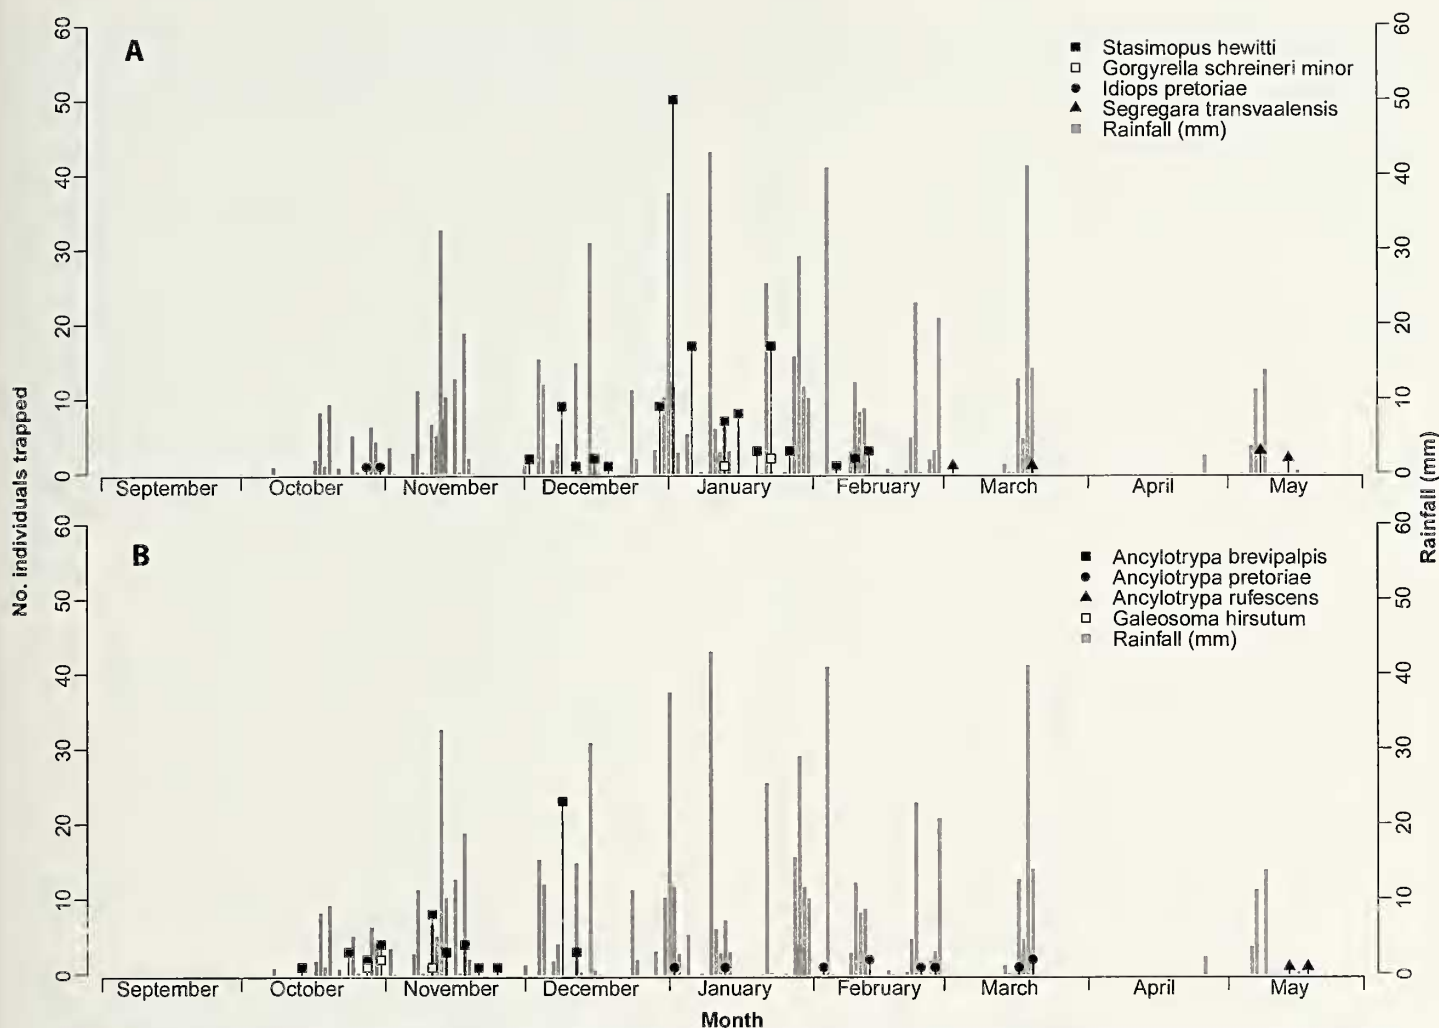 60
50
40
30
20
10
0
A
Stasimopus hewitti
Gorgyrella schreineri minor
Idiops pretoriae
Segregara transvaalensis
Rainfall (mm)
60
50
40
30
20
10
0
September October November December January February March April May
No. individuals trapped
Rainfall (mm)
60
50
40
30
20
10
0
B
Ancylotrypa brevipalpis
Ancylotrypa pretoriae
Ancylotrypa rufescens
Galeosoma hirsutum
Rainfall (mm)
60
50
40
30
20
10
0
September October November December January February March April May
Month